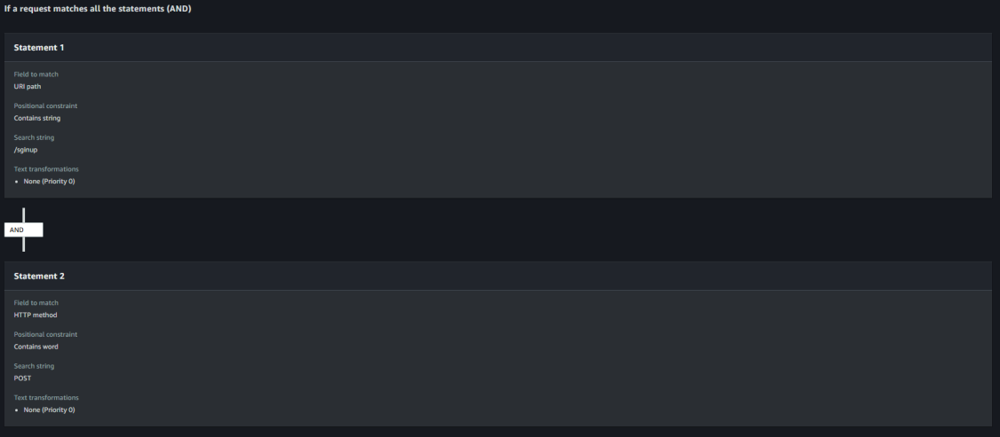 If a request matches all the statements (AND)
Statement 1
Field to match
URI path
Positional constraint
Contains string
Search string
/sginup
Text transformations
• None (Priority 0)
AND
Statement 2
Field to match
HTTP method
Positional constraint
Contains word
Search string
POST
Text transformations
• None (Priority 0)